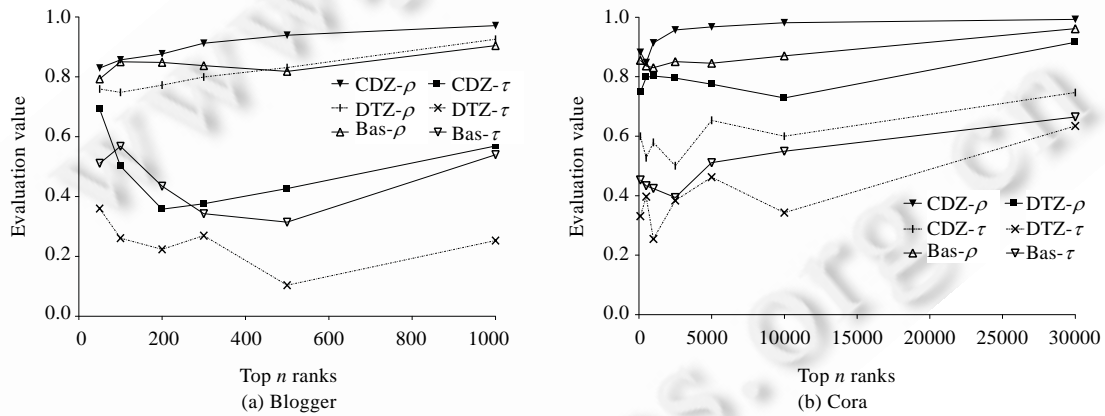 1.0
0.8
0.6
0.4
0.2
0.0
Evaluation value
CDZ-ρ CDZ-τ
DTZ-ρ DTZ-τ
Bas-ρ Bas-τ
0 200 400 600 800 1000
Top n ranks
(a) Blogger
1.0
0.8
0.6
0.4
0.2
0.0
Evaluation value
CDZ-ρ DTZ-ρ
CDZ-τ DTZ-τ
Bas-ρ Bas-τ
0 5000 10000 15000 20000 25000 30000
Top n ranks
(b) Cora